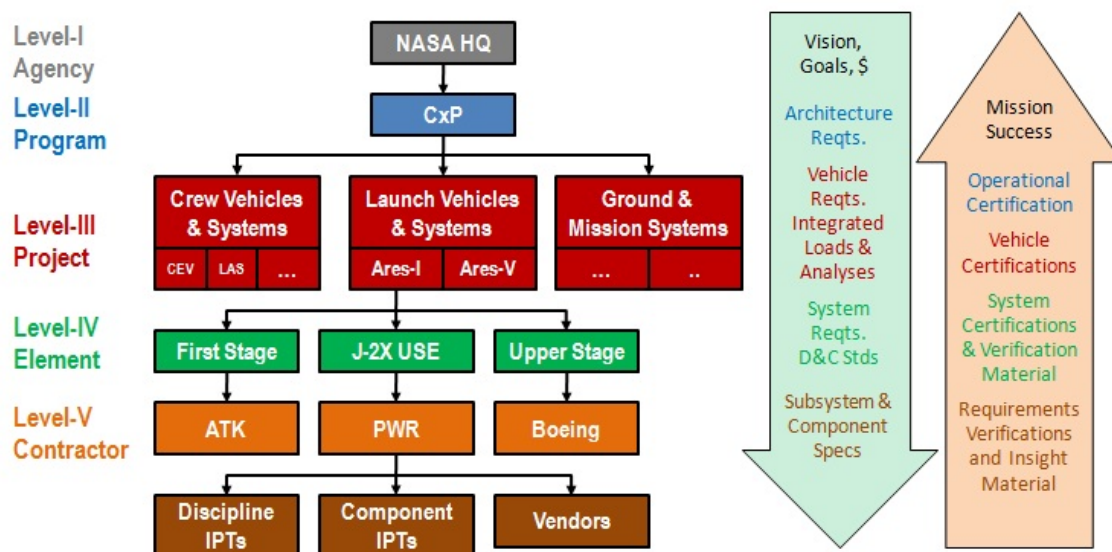 Level-I
Agency
NASA HQ
Level-II
Program
CxP
Level-III
Project
Crew Vehicles
& Systems
CEV
LAS
...
Launch Vehicles
& Systems
Ares-I
Ares-V
Ground &
Mission Systems
...
..
Level-IV
Element
First Stage
J-2X USE
Upper Stage
Level-V
Contractor
ATK
PWR
Boeing
Discipline
IPTs
Component
IPTs
Vendors
Vision,
Goals, $
Architecture
Reqts.
Vehicle
Reqts.
Integrated
Loads &
Analyses
System
Reqts.
D&C Stds
Subsystem &
Component
Specs
Mission
Success
Operational
Certification
Vehicle
Certifications
System
Certifications
& Verification
Material
Requirements
Verifications
and Insight
Material